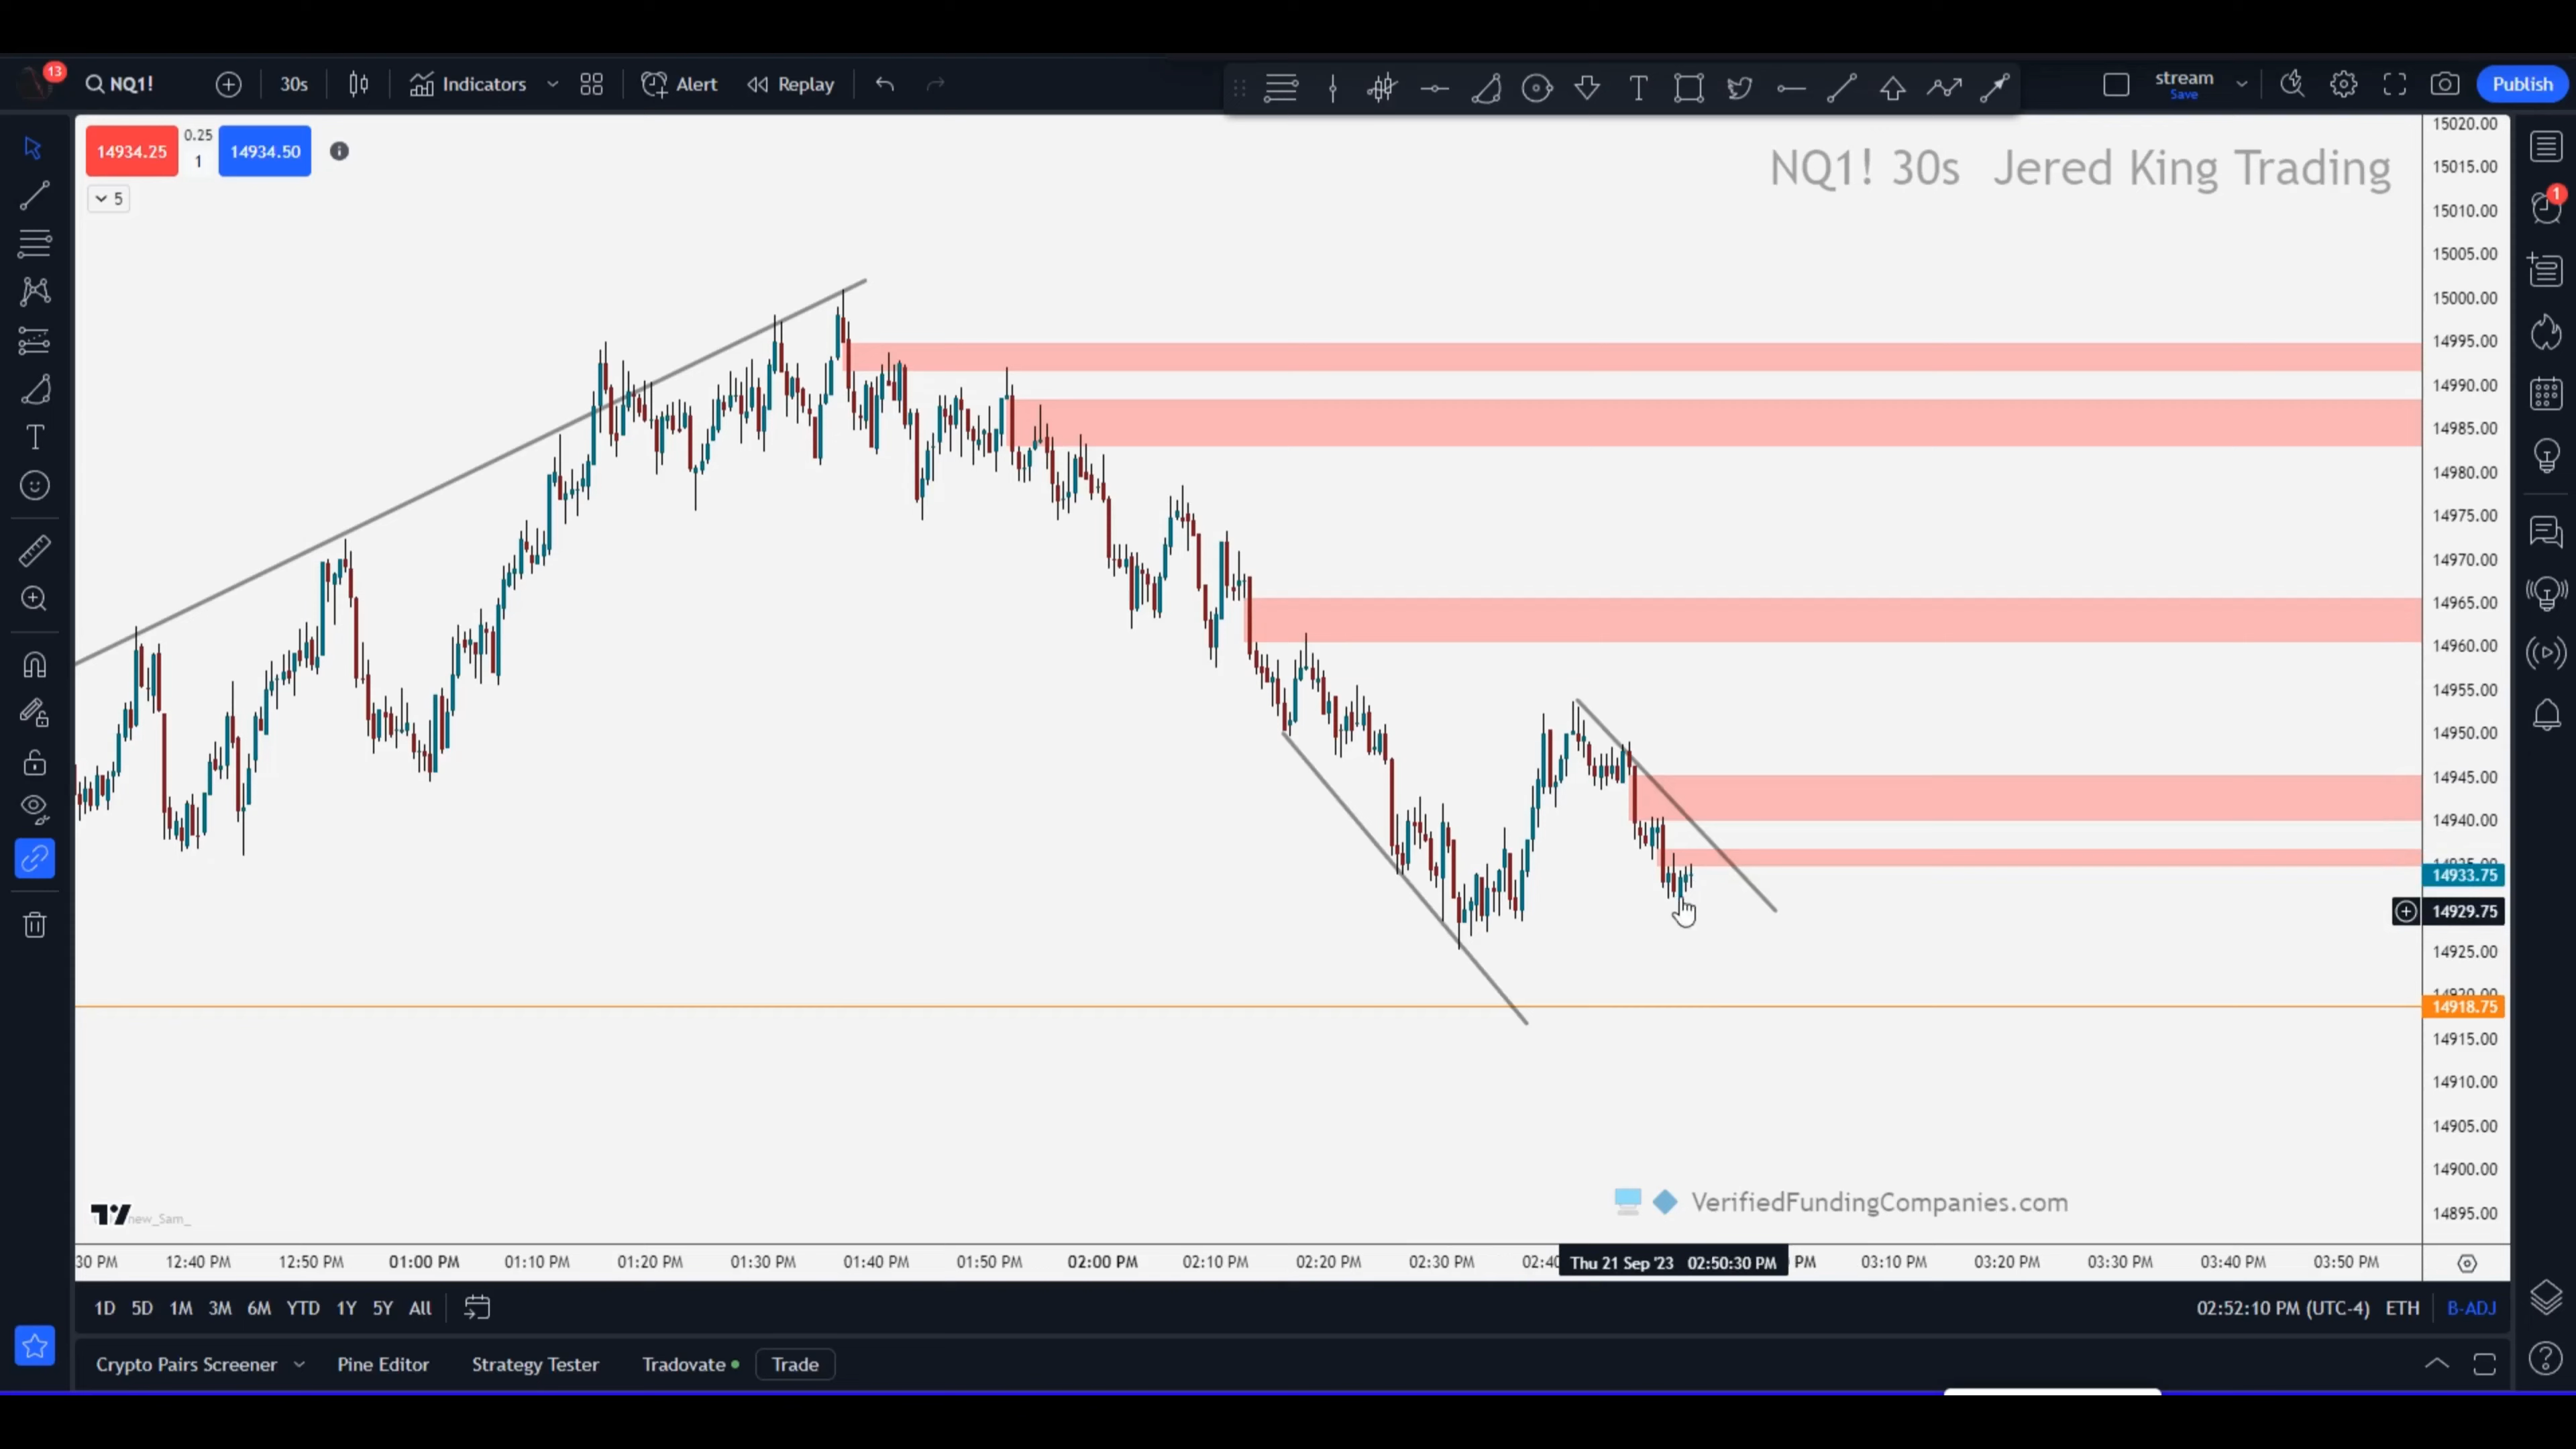 13
NQ1!
30s
Indicators
Alert
Replay
stream
Save
Publish
14934.25
0.25
1
14934.50
5
NQ1! 30s Jered King Trading
15020.00
15015.00
15010.00
15005.00
15000.00
14995.00
14990.00
14985.00
14980.00
14975.00
14970.00
14965.00
14960.00
14955.00
14950.00
14945.00
14940.00
14933.75
14929.75
14925.00
14918.75
14915.00
14910.00
14905.00
14900.00
14895.00
1
VerifiedFundingCompanies.com
new_Sam_
30 PM 12:40 PM 12:50 PM 01:00 PM 01:10 PM 01:20 PM 01:30 PM 01:40 PM 01:50 PM 02:00 PM 02:10 PM 02:20 PM 02:30 PM 02:40 Thu 21 Sep '23 02:50:30 PM PM 03:10 PM 03:20 PM 03:30 PM 03:40 PM 03:50 PM
1D 5D 1M 3M 6M YTD 1Y 5Y All
02:52:10 PM (UTC-4) ETH B-ADJ
Crypto Pairs Screener Pine Editor Strategy Tester Tradovate Trade